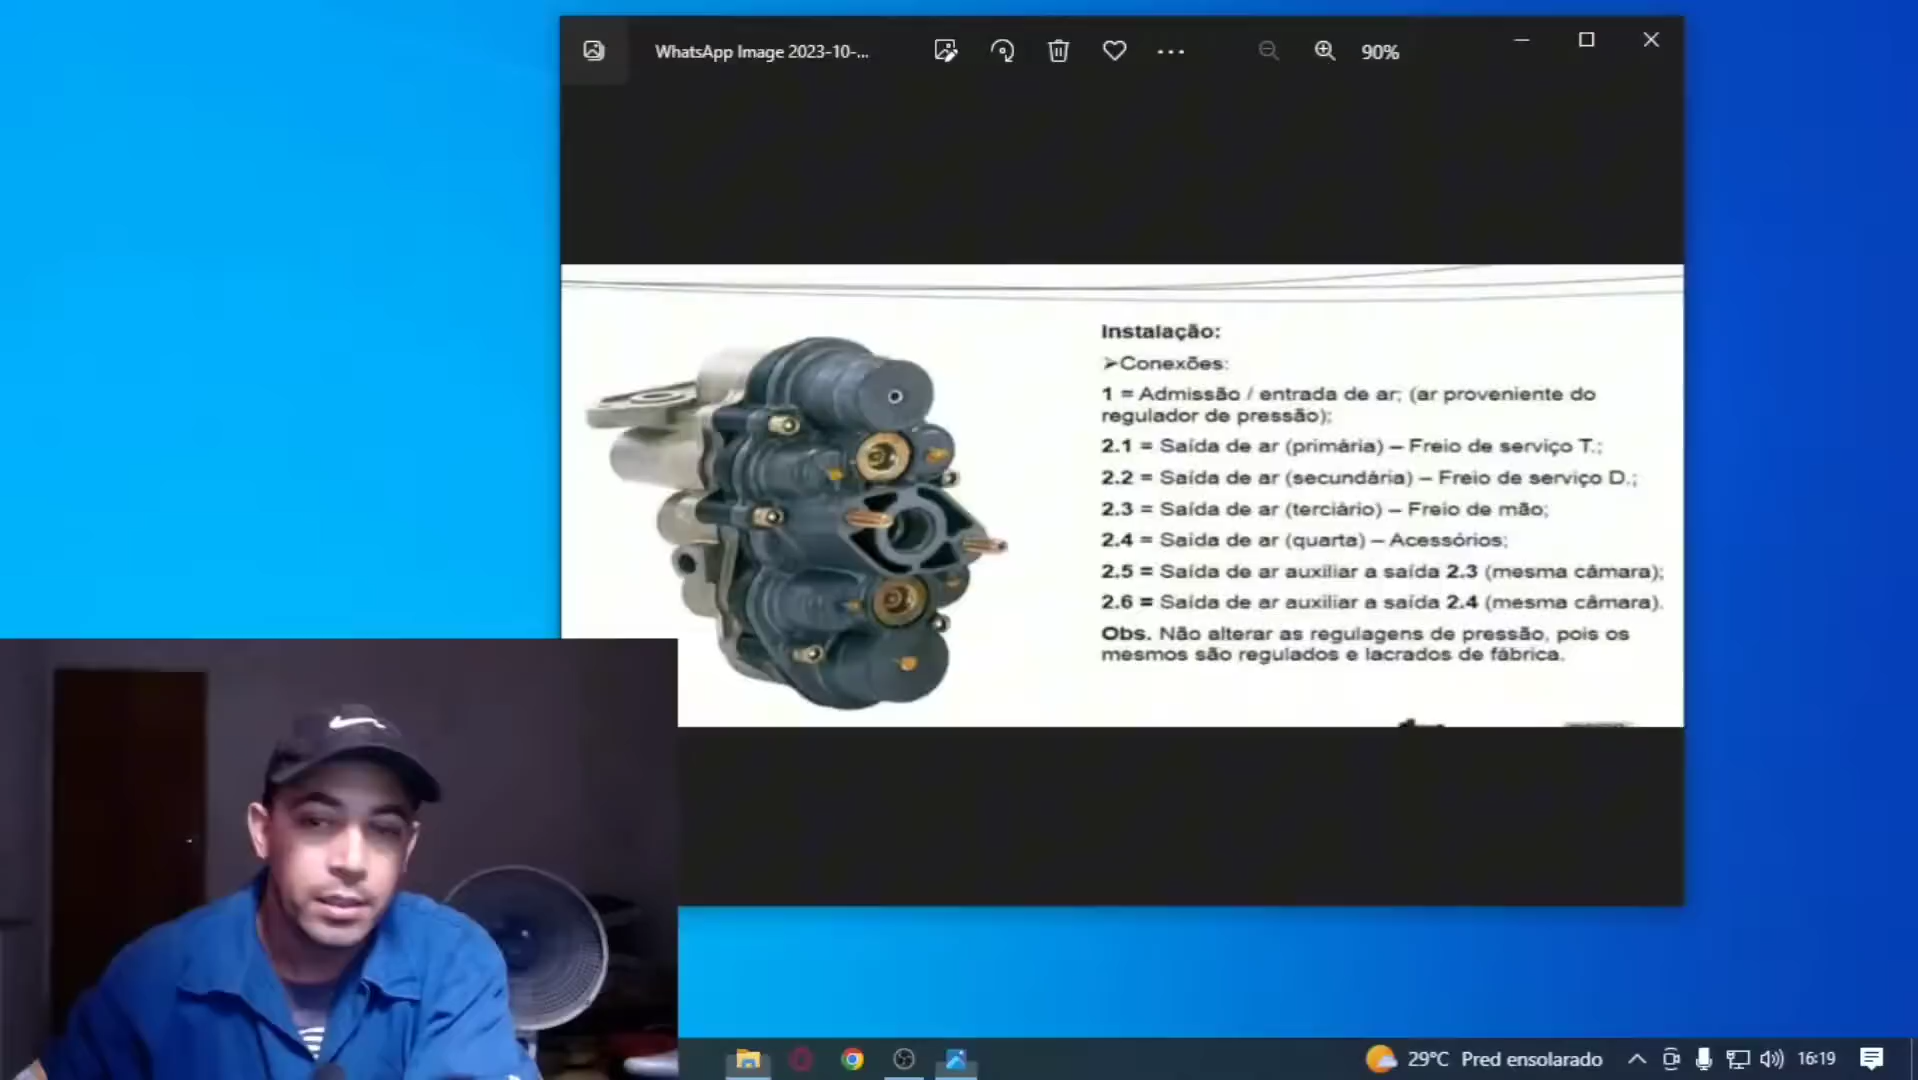 WhatsApp Image 2023-10-...
90%
Instalação:
➢Conexões:
1 = Admissão / entrada de ar; (ar proveniente do
regulador de pressão);
2.1 = Saída de ar (primária) – Freio de serviço T.;
2.2 = Saída de ar (secundária) – Freio de serviço D.;
2.3 = Saída de ar (terciário) – Freio de mão;
2.4 = Saída de ar (quarta) – Acessórios;
2.5 = Saída de ar auxiliar a saída 2.3 (mesma câmara);
2.6 = Saída de ar auxiliar a saída 2.4 (mesma câmara).
Obs. Não alterar as regulagens de pressão, pois os
mesmos são regulados e lacrados de fábrica.
29°C Pred ensolarado
16:19